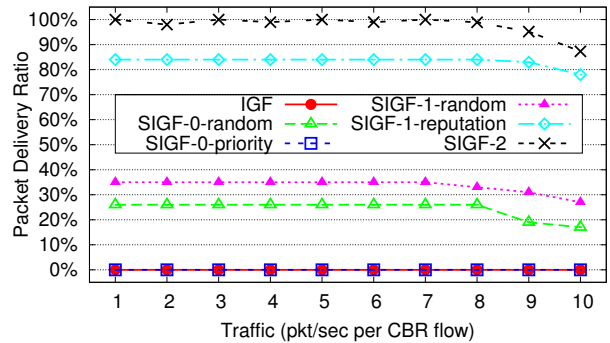 100%
90%
80%
70%
60%
50%
40%
30%
20%
10%
0%
Packet Delivery Ratio
IGF
SIGF-0-random
SIGF-0-priority
SIGF-1-random
SIGF-1-reputation
SIGF-2
1 2 3 4 5 6 7 8 9 10
Traffic (pkt/sec per CBR flow)